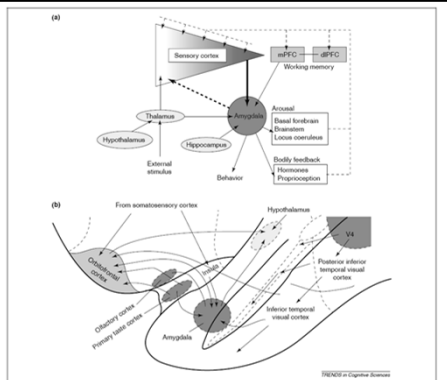 (a)
Sensory cortex
mPFC
dlPFC
Working memory
Thalamus
Amygdala
Arousal
Basal forebrain
Brainstem
Locus coeruleus
Hypothalamus
Hippocampus
External
stimulus
Behavior
Bodily feedback
Hormones
Proprioception
(b)
From somatosensory cortex
Hypothalamus
V4
Orbitofrontal
cortex
Insula
Posterior inferior
temporal visual
cortex
Olfactory cortex
Primary taste cortex
Amygdala
Inferior temporal
visual cortex
TRENDS in Cognitive Sciences